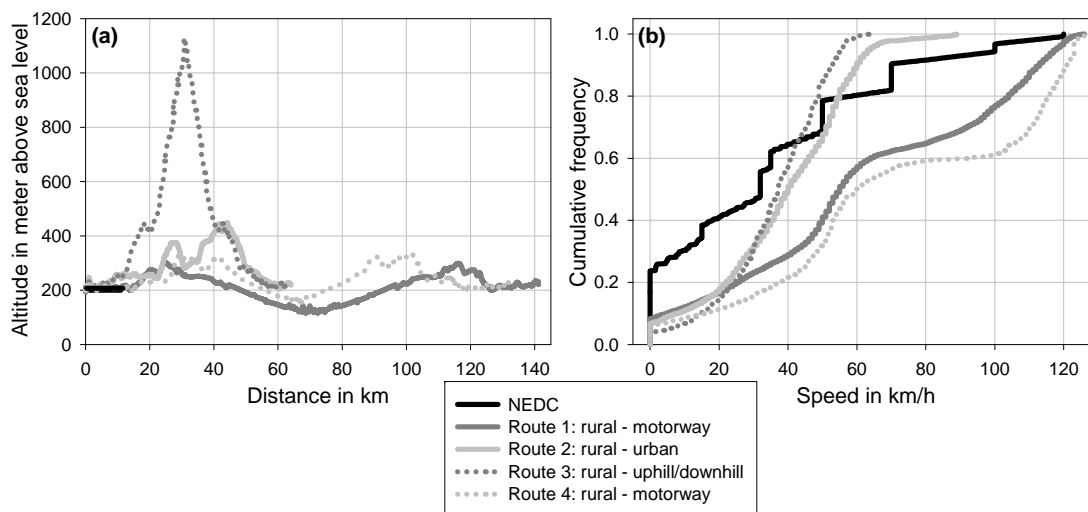 (a)
1200
1000
800
600
400
200
0
Altitude in meter above sea level
0 20 40 60 80 100 120 140
Distance in km
(b)
1.0
0.8
0.6
0.4
0.2
0.0
Cumulative frequency
0 20 40 60 80 100 120
Speed in km/h
NEDC
Route 1: rural - motorway
Route 2: rural - urban
Route 3: rural - uphill/downhill
Route 4: rural - motorway